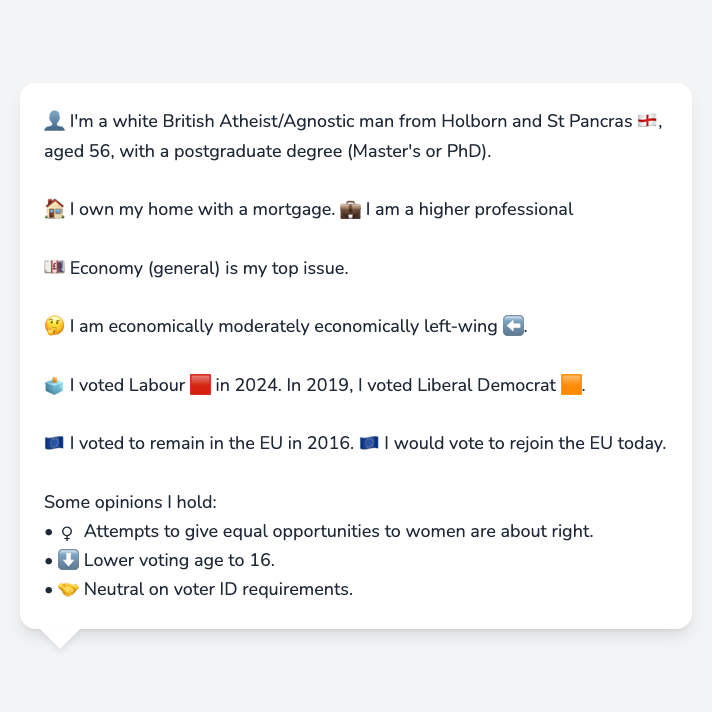 👤 I'm a white British Atheist/Agnostic man from Holborn and St Pancras 🏴󠁧󠁢󠁥󠁮󠁧󠁿,
aged 56, with a postgraduate degree (Master's or PhD).
🏠 I own my home with a mortgage. 💼 I am a higher professional
💷 Economy (general) is my top issue.
🤔 I am economically moderately economically left-wing ⬅️.
🗳️ I voted Labour 🟥 in 2024. In 2019, I voted Liberal Democrat 🟧.
🇪🇺 I voted to remain in the EU in 2016. 🇪🇺 I would vote to rejoin the EU today.
Some opinions I hold:
• ♀ Attempts to give equal opportunities to women are about right.
• ⬇️ Lower voting age to 16.
• 🤝 Neutral on voter ID requirements.